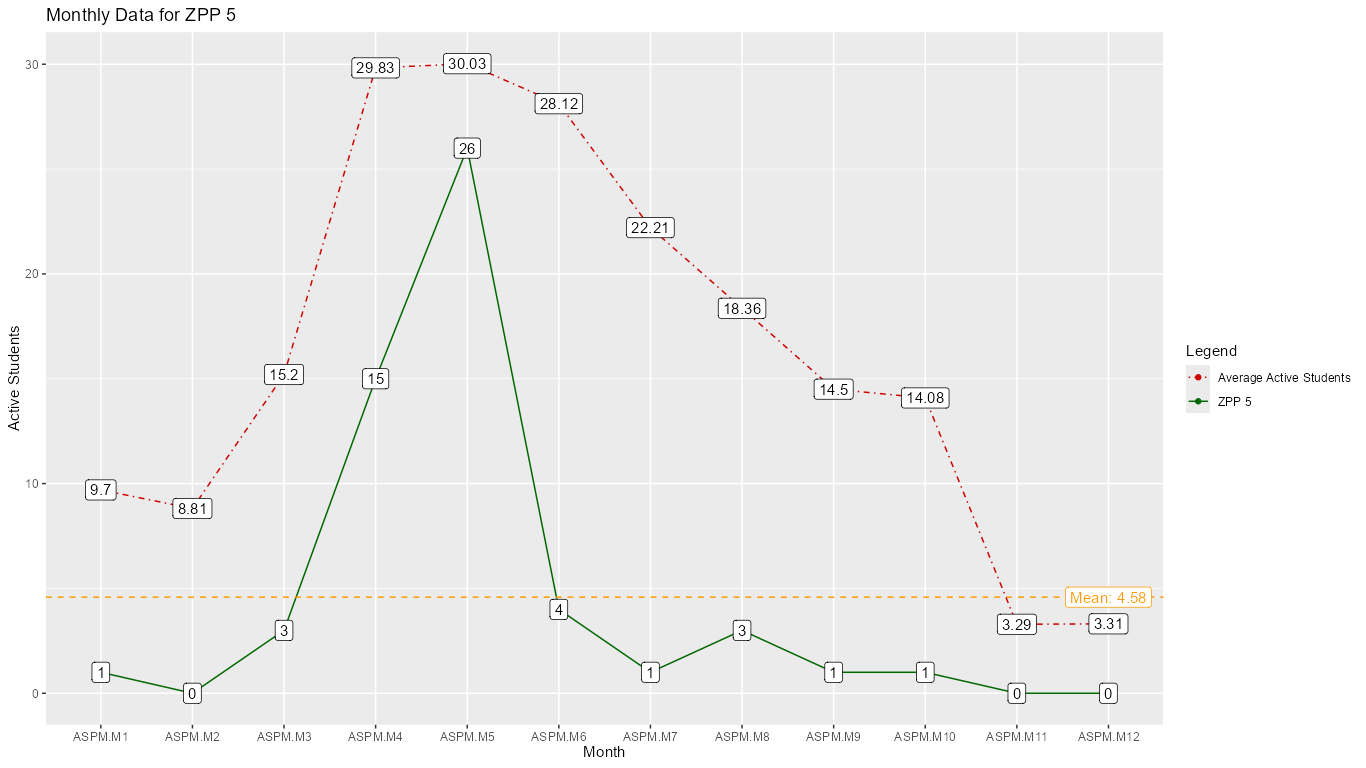 Monthly Data for ZPP 5
Active Students
30
20
10
0
9.7
8.81
15.2
29.83
30.03
28.12
22.21
18.36
14.5
14.08
3.29
3.31
Mean: 4.58
1
0
3
15
26
4
1
3
1
1
0
0
ASPM.M1
ASPM.M2
ASPM.M3
ASPM.M4
ASPM.M5
ASPM.M6
ASPM.M7
ASPM.M8
ASPM.M9
ASPM.M10
ASPM.M11
ASPM.M12
Month
Legend
Average Active Students
ZPP 5